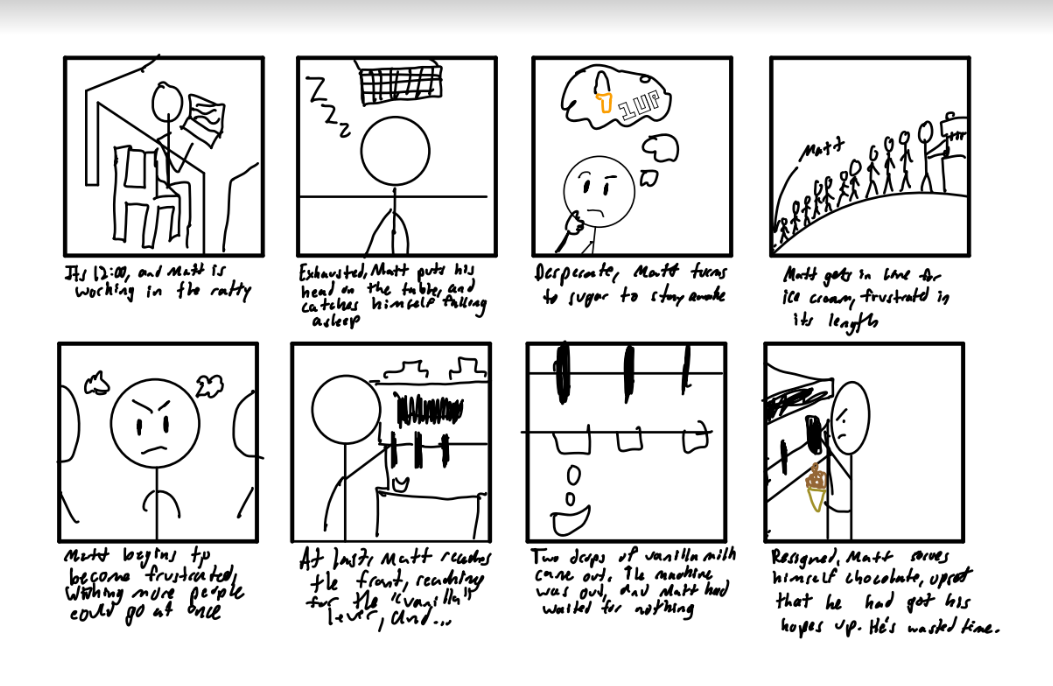 Z
Z
Z
z
1UP
Matt
Its 12:00, and Matt is
working in the ratty
Exhausted, Matt puts his
head on the table, and
catches himself falling
asleep
Desperate, Matt turns
to sugar to stay awake
Matt gets in line for
ice cream, frustrated in
its length
Matt begins to
become frustrated,
wishing more people
could go at once
At last, Matt reaches
the front, reaching
for the "vanilla"
lever, and...
Two drops of vanilla milk
came out. The machine
was out, and Matt had
waited for nothing
Resigned, Matt serves
himself chocolate, upset
that he had got his
hopes up. He's wasted time.